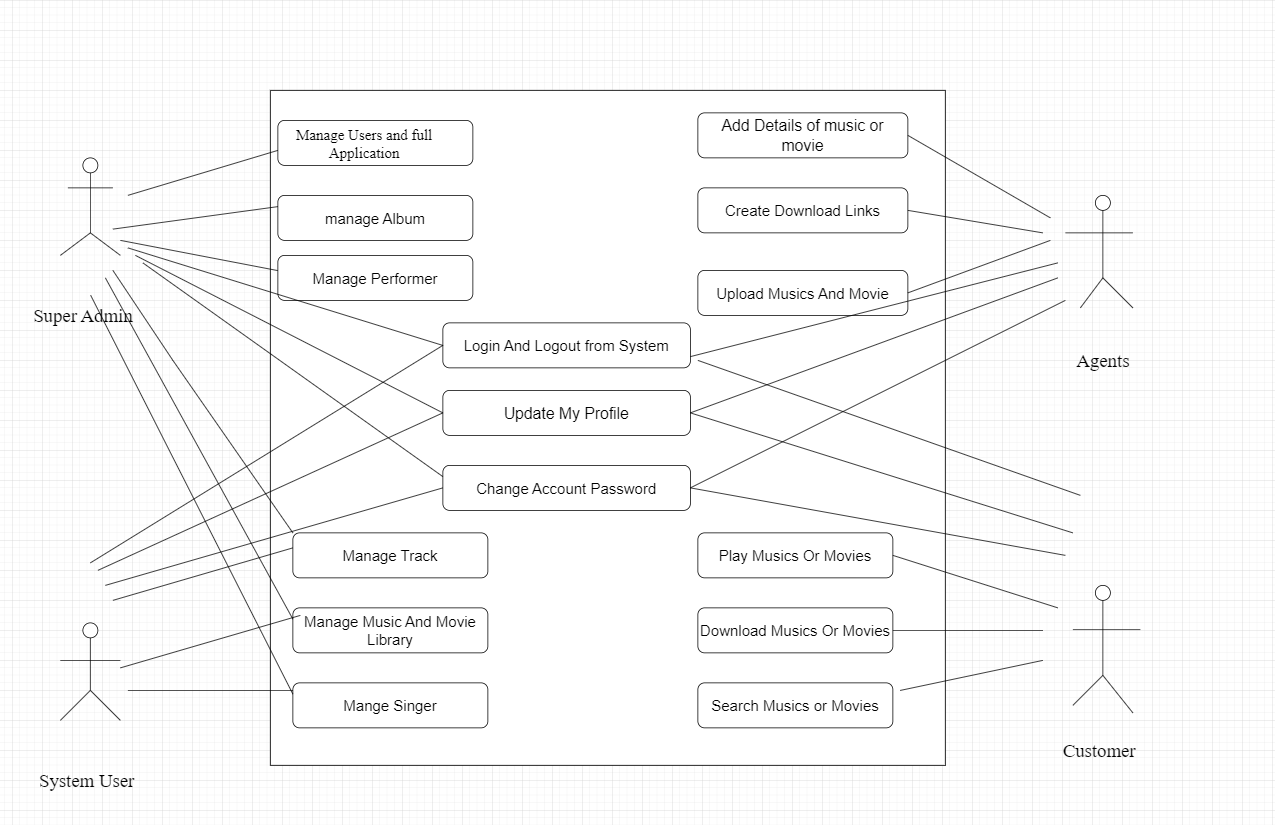 Manage Users and full
Application
Add Details of music or
movie
manage Album
Create Download Links
Manage Performer
Upload Musics And Movie
Super Admin
Login And Logout from System
Agents
Update My Profile
Change Account Password
Manage Track
Play Musics Or Movies
Manage Music And Movie
Library
Download Musics Or Movies
Mange Singer
Search Musics or Movies
Customer
System User